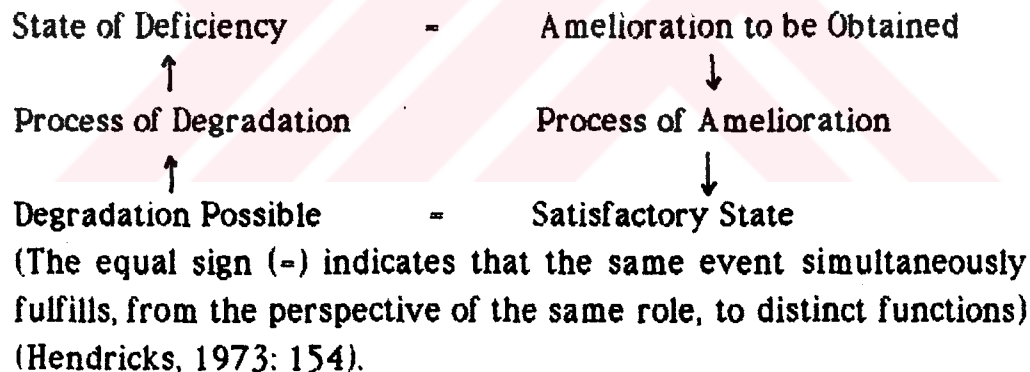 State of Deficiency = Amelioration to be Obtained
↑ ↓
Process of Degradation Process of Amelioration
↑ ↓
Degradation Possible = Satisfactory State
(The equal sign (=) indicates that the same event simultaneously
fulfills, from the perspective of the same role, to distinct functions)
(Hendricks, 1973: 154).